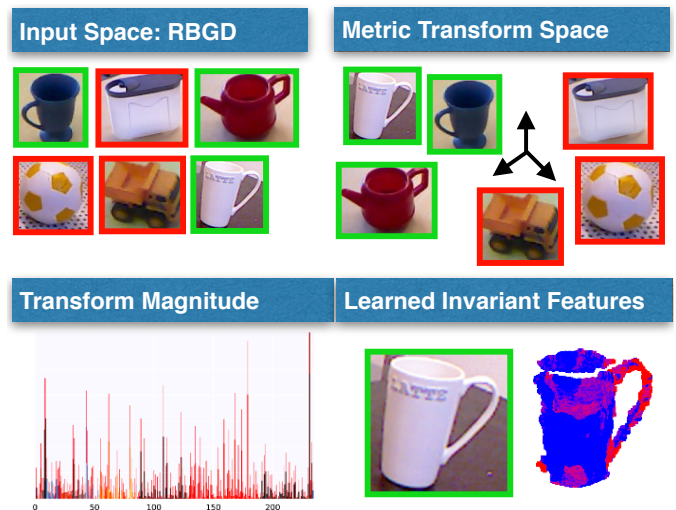 Input Space: RBGD
Metric Transform Space
LATTE
LATTE
Transform Magnitude
Learned Invariant Features
0 50 100 150 200
LATTE